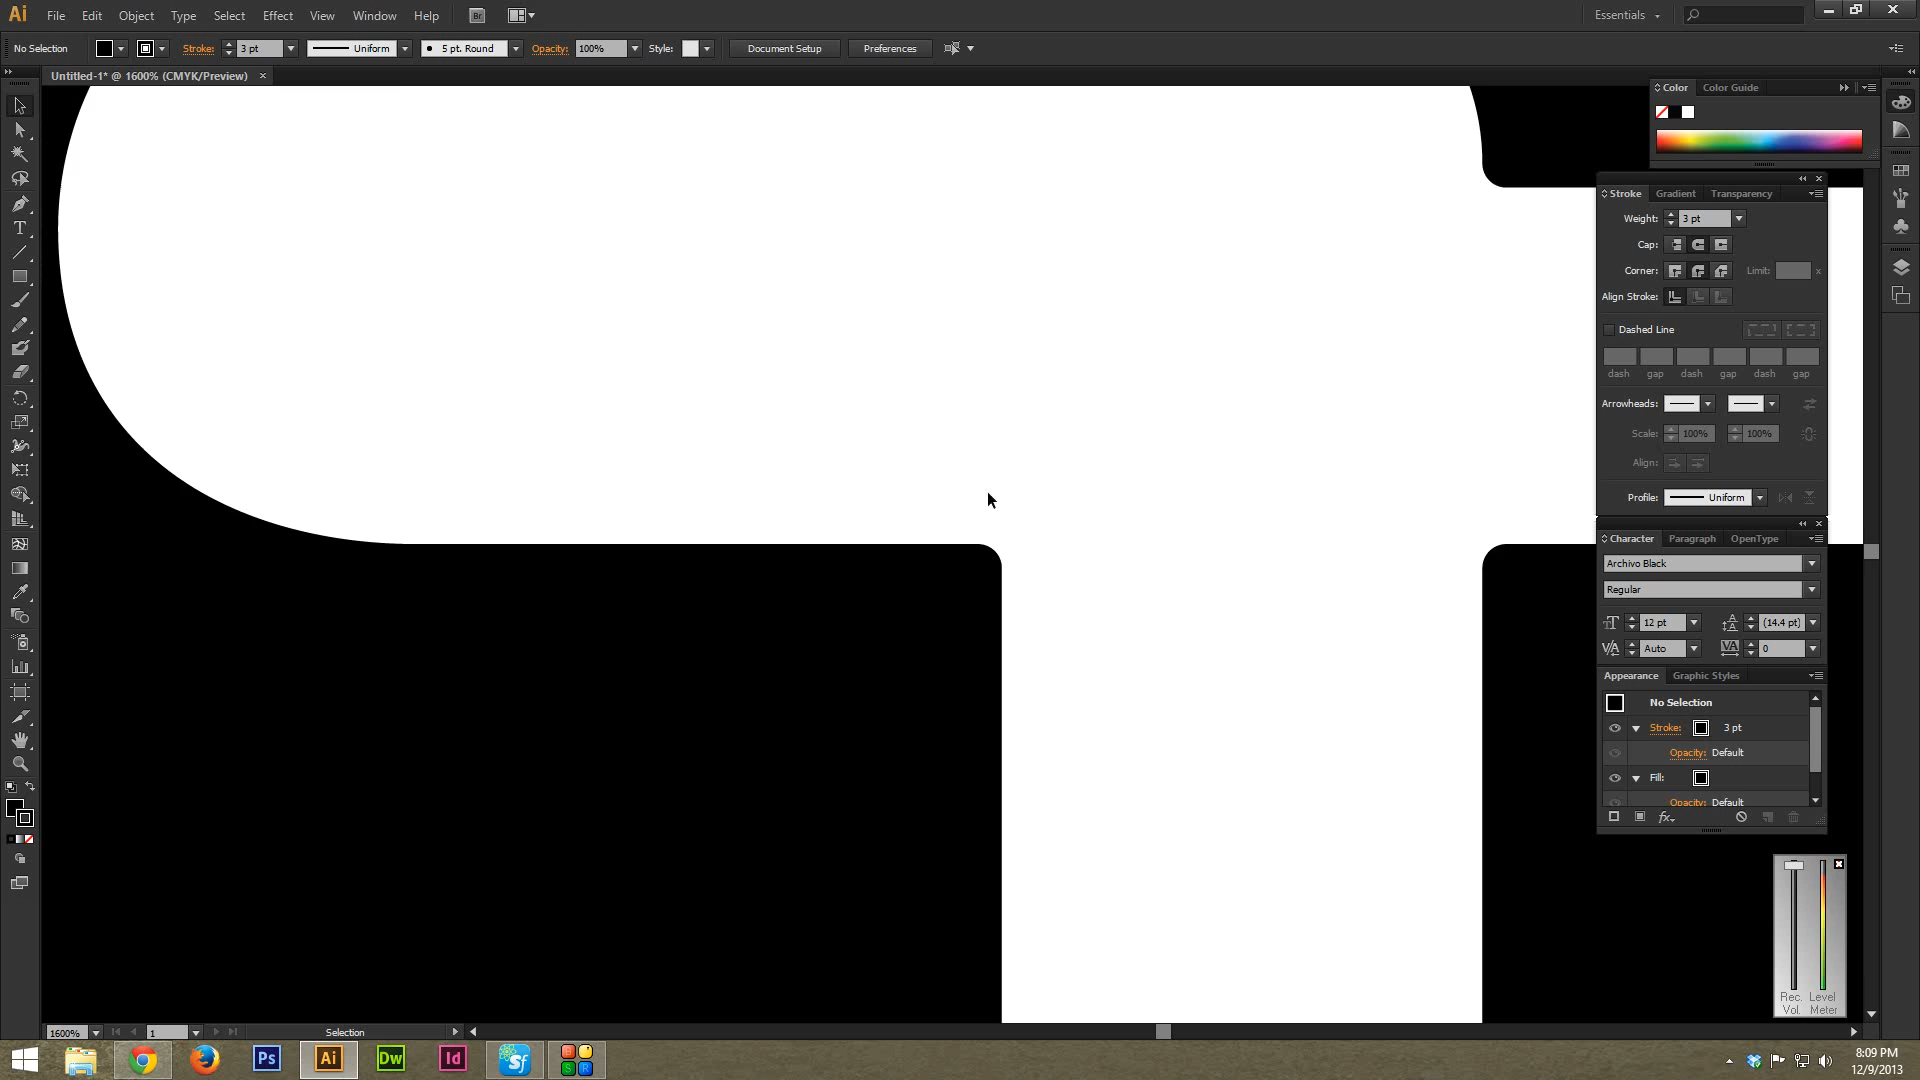 Ai File Edit Object Type Select Effect View Window Help Br Essentials
No Selection Stroke: 3 pt Uniform 5 pt. Round Opacity: 100% Style: Document Setup Preferences
Untitled-1* @ 1600% (CMYK/Preview)
Color Color Guide
Stroke Gradient Transparency
Weight: 3 pt
Cap:
Corner: Limit: x
Align Stroke:
Dashed Line
dash gap dash gap dash gap
Arrowheads:
Scale: 100% 100%
Align:
Profile: Uniform
Character Paragraph OpenType
Archivo Black
Regular
12 pt (14.4 pt)
Auto 0
Appearance Graphic Styles
No Selection
Stroke: 3 pt
Opacity: Default
Fill:
Opacity: Default
fx
Rec. Level
Vol. Meter
1600% 1 Selection
Ps Ai Dw Id Sf
8:09 PM
12/9/2013